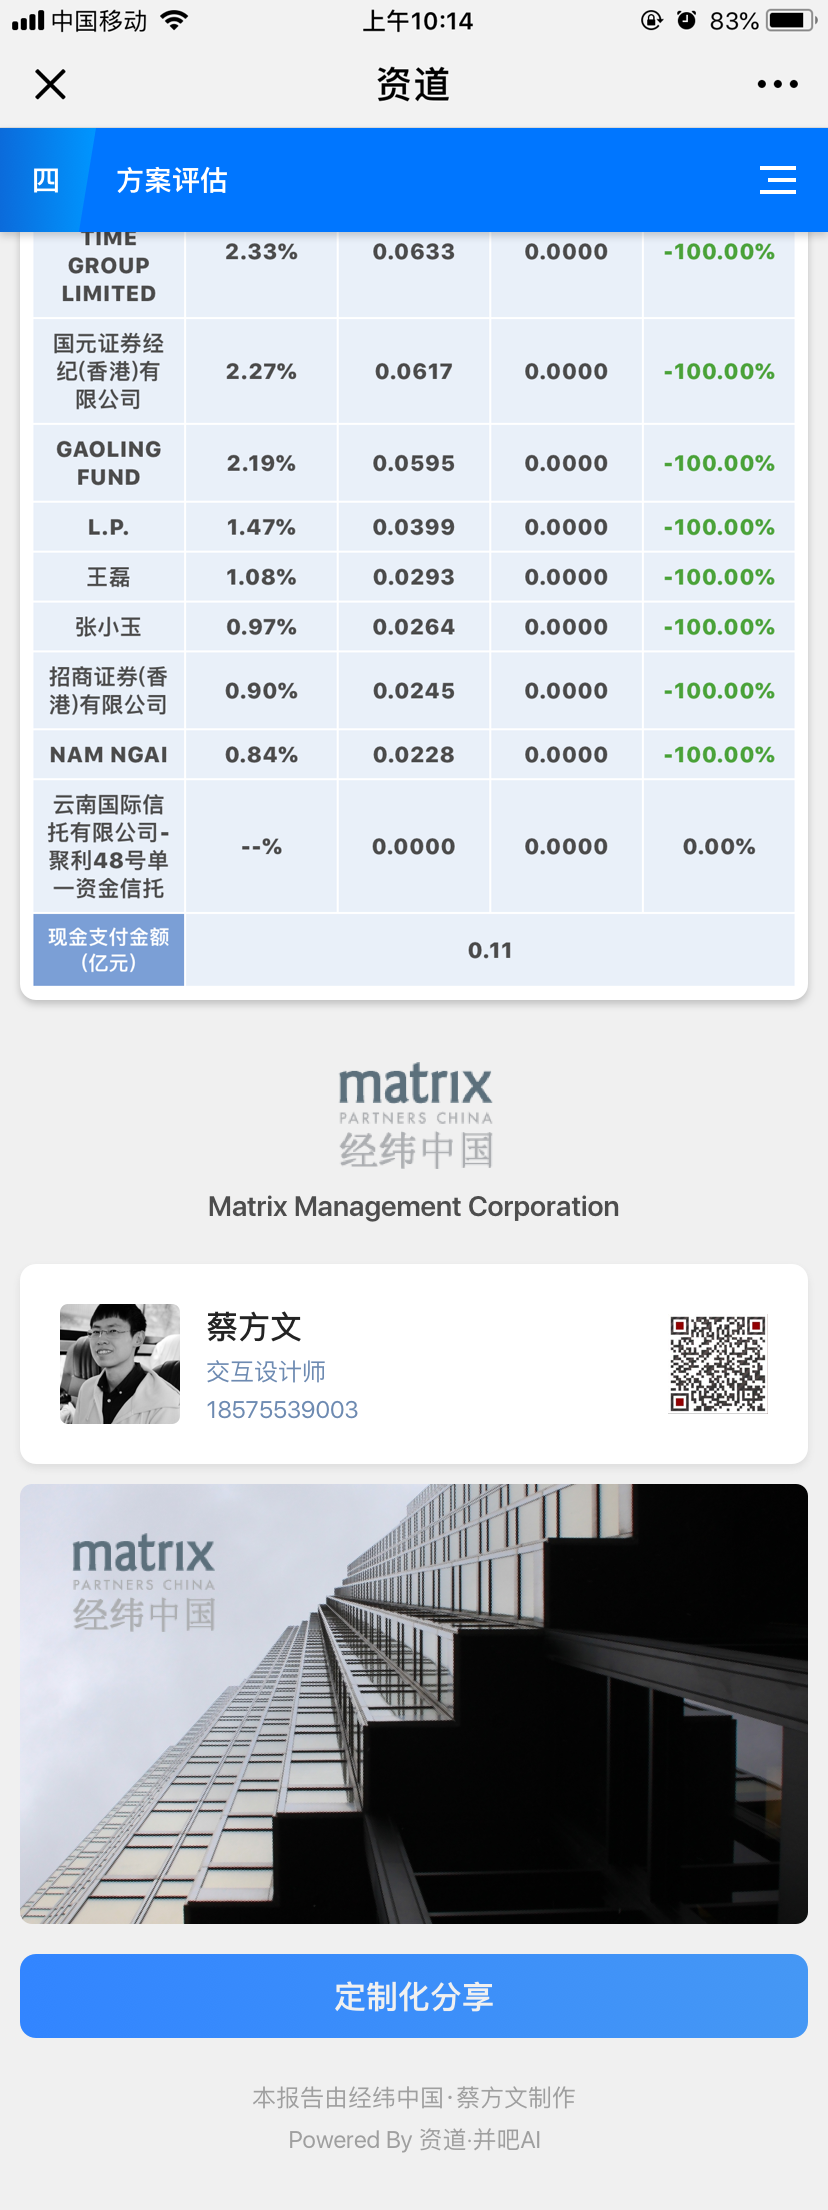 中国移动 上午10:14 83%
资道
四 方案评估
TIME
GROUP
LIMITED 2.33% 0.0633 0.0000 -100.00%
国元证券经
纪(香港)有
限公司 2.27% 0.0617 0.0000 -100.00%
GAOLING
FUND 2.19% 0.0595 0.0000 -100.00%
L.P. 1.47% 0.0399 0.0000 -100.00%
王磊 1.08% 0.0293 0.0000 -100.00%
张小玉 0.97% 0.0264 0.0000 -100.00%
招商证券(香
港)有限公司 0.90% 0.0245 0.0000 -100.00%
NAM NGAI 0.84% 0.0228 0.0000 -100.00%
云南国际信
托有限公司-
聚利48号单
一资金信托 --% 0.0000 0.0000 0.00%
现金支付金额
(亿元) 0.11
matrix
PARTNERS CHINA
经纬中国
Matrix Management Corporation
蔡方文
交互设计师
18575539003
matrix
PARTNERS CHINA
经纬中国
定制化分享
本报告由经纬中国·蔡方文制作
Powered By 资道·并吧AI